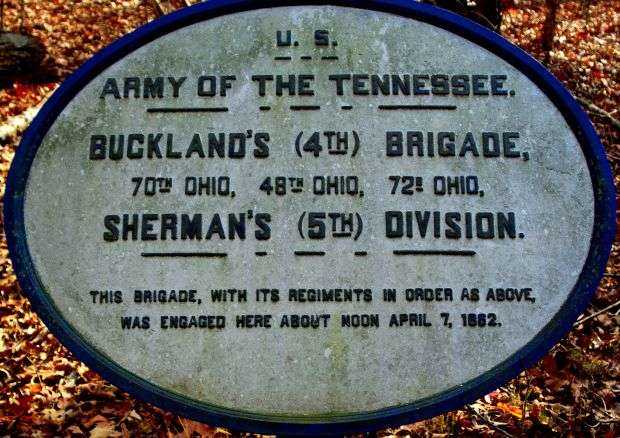 U. S.
ARMY OF THE TENNESSEE.
BUCKLAND'S (4TH) BRIGADE,
70TH OHIO, 48TH OHIO, 72D OHIO,
SHERMAN'S (5TH) DIVISION.
THIS BRIGADE, WITH ITS REGIMENTS IN ORDER AS ABOVE,
WAS ENGAGED HERE ABOUT NOON APRIL 7, 1862.